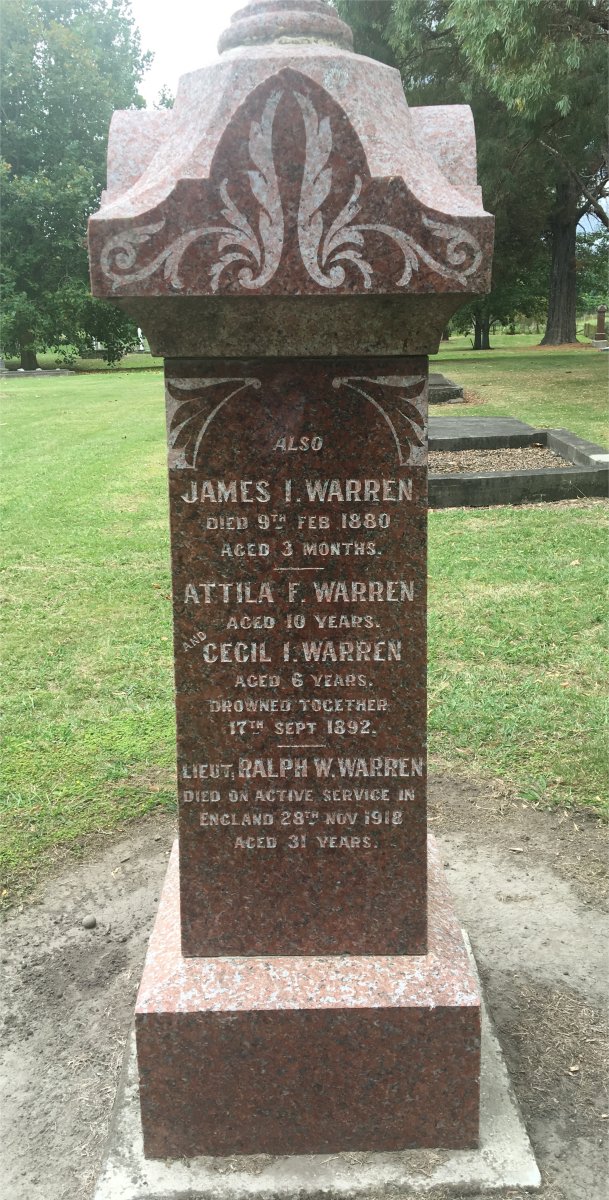 ALSO
JAMES I. WARREN
DIED 9TH FEB 1880
AGED 3 MONTHS.
ATTILA F. WARREN
AGED 10 YEARS.
AND
CECIL I. WARREN
AGED 6 YEARS.
DROWNED TOGETHER
17TH SEPT 1892.
LIEUT. RALPH W. WARREN
DIED ON ACTIVE SERVICE IN
ENGLAND 28TH NOV 1918
AGED 31 YEARS.